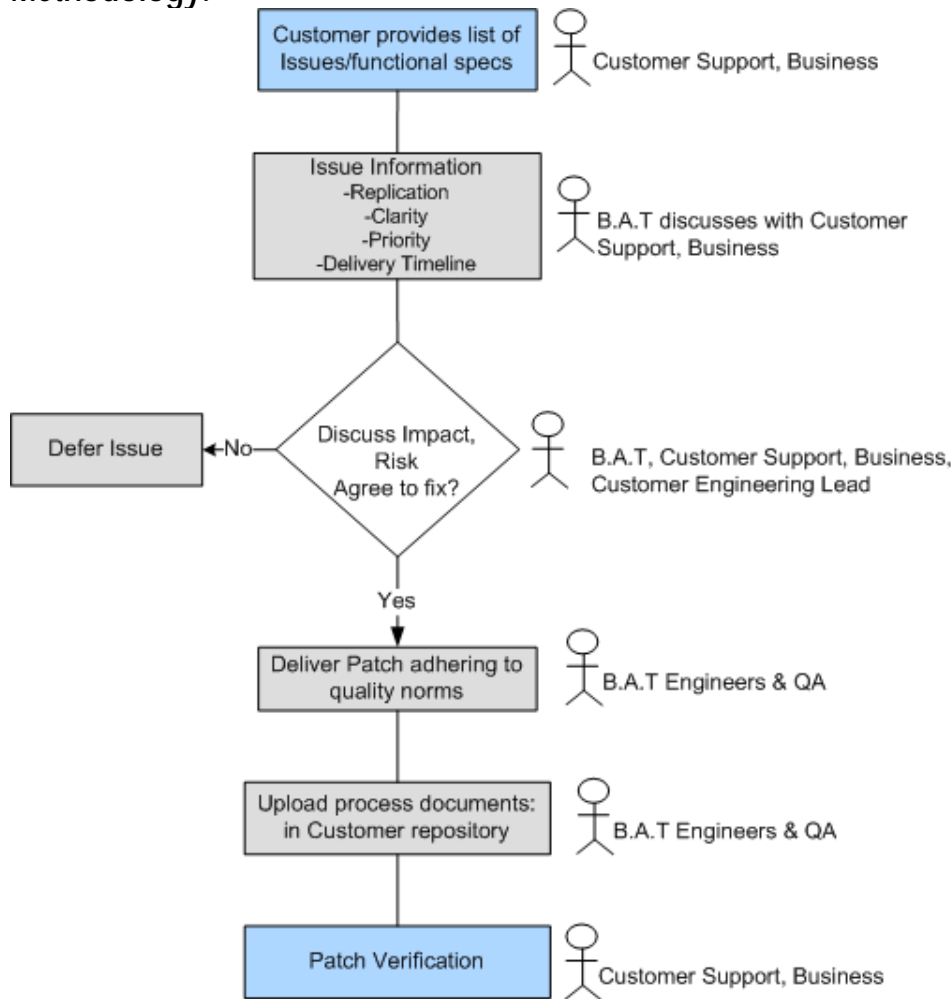 Methodology:
Customer provides list of
Issues/functional specs
Customer Support, Business
Issue Information
-Replication
-Clarity
-Priority
-Delivery Timeline
B.A.T discusses with Customer
Support, Business
Discuss Impact,
Risk
Agree to fix?
No
Defer Issue
B.A.T, Customer Support, Business,
Customer Engineering Lead
Yes
Deliver Patch adhering to
quality norms
B.A.T Engineers & QA
Upload process documents:
in Customer repository
B.A.T Engineers & QA
Patch Verification
Customer Support, Business